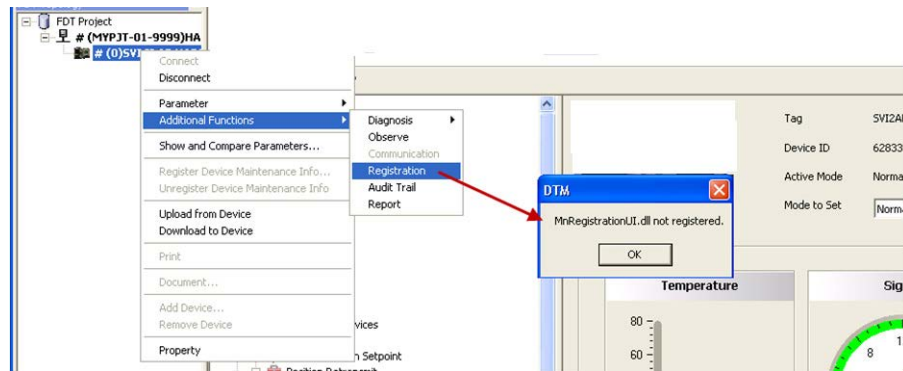 FDT Project
# (MYPJT-01-9999)HA
# (0)SVI2AP HART
Connect
Disconnect
Parameter
Additional Functions
Show and Compare Parameters...
Register Device Maintenance Info...
Unregister Device Maintenance Info
Upload from Device
Download to Device
Print
Document...
Add Device...
Remove Device
Property
Diagnosis
Observe
Communication
Registration
Audit Trail
Report
vices
n Setpoint
Position Retransmit
DTM
MnRegistrationUI.dll not registered.
OK
Tag
SVI2A
Device ID
62833
Active Mode
Norma
Mode to Set
Norma
Temperature
80
60
Sig
8
1